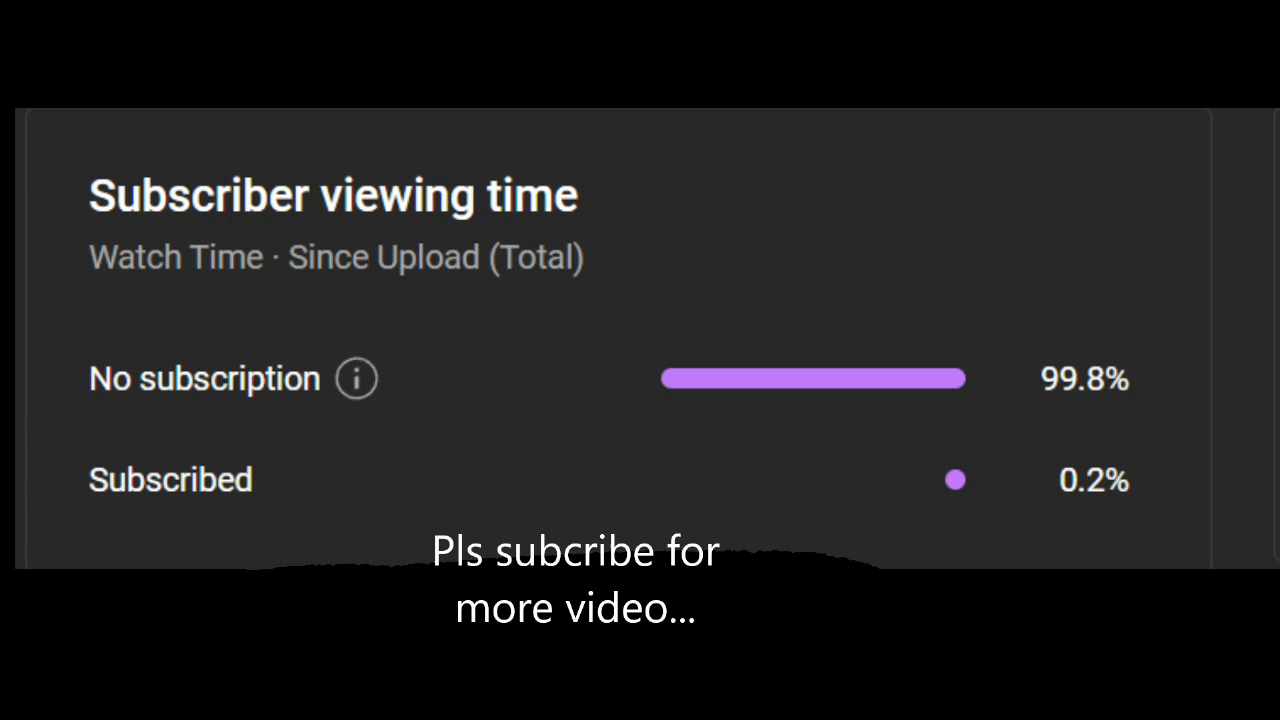 Subscriber viewing time
Watch Time · Since Upload (Total)
No subscription 99.8%
Subscribed 0.2%
Pls subcribe for
more video...